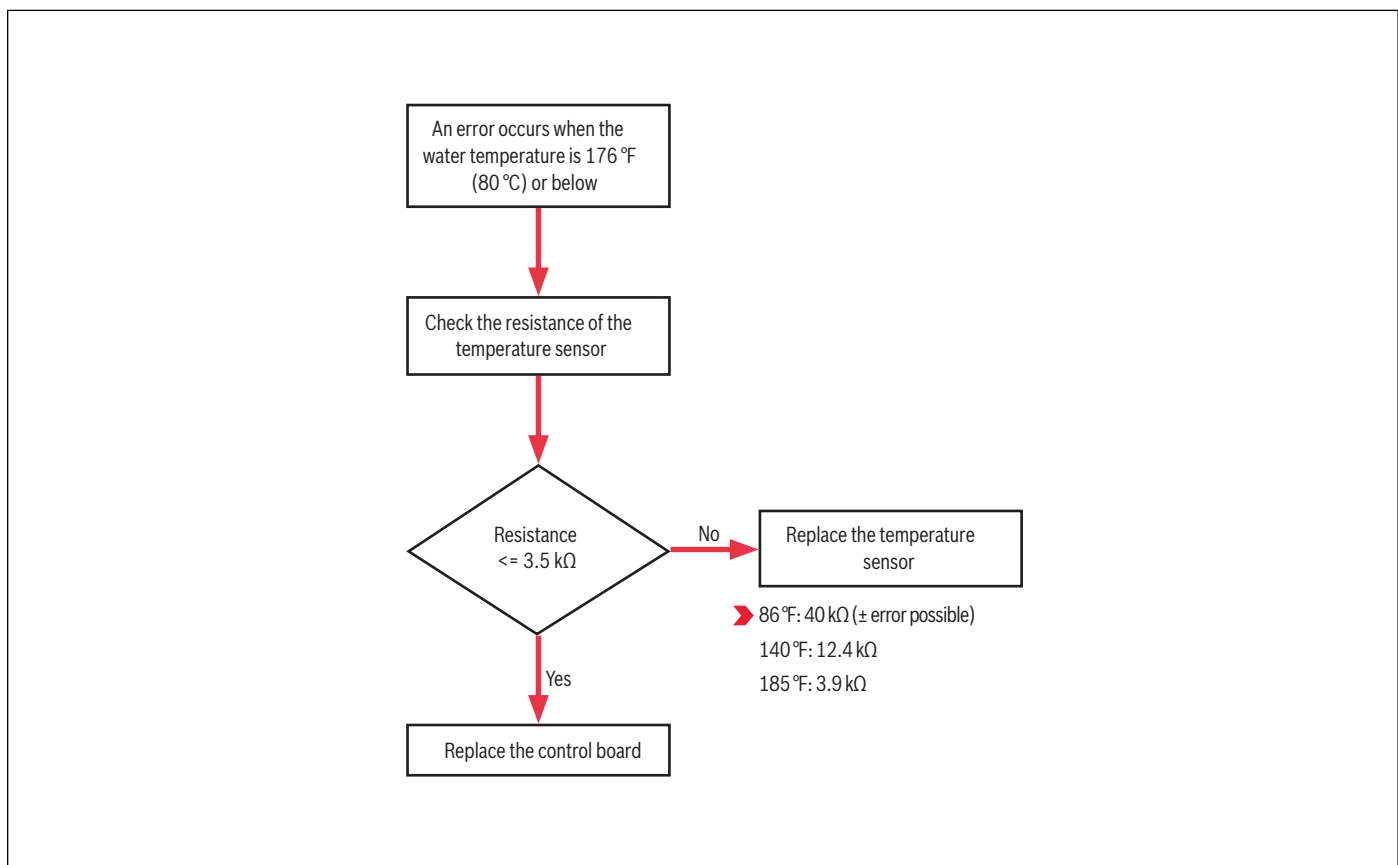 An error occurs when the
water temperature is 176 °F
(80 °C) or below
Check the resistance of the
temperature sensor
Resistance
<= 3.5 kΩ
No
Replace the temperature
sensor
86 °F: 40 kΩ (± error possible)
140 °F: 12.4 kΩ
185 °F: 3.9 kΩ
Yes
Replace the control board